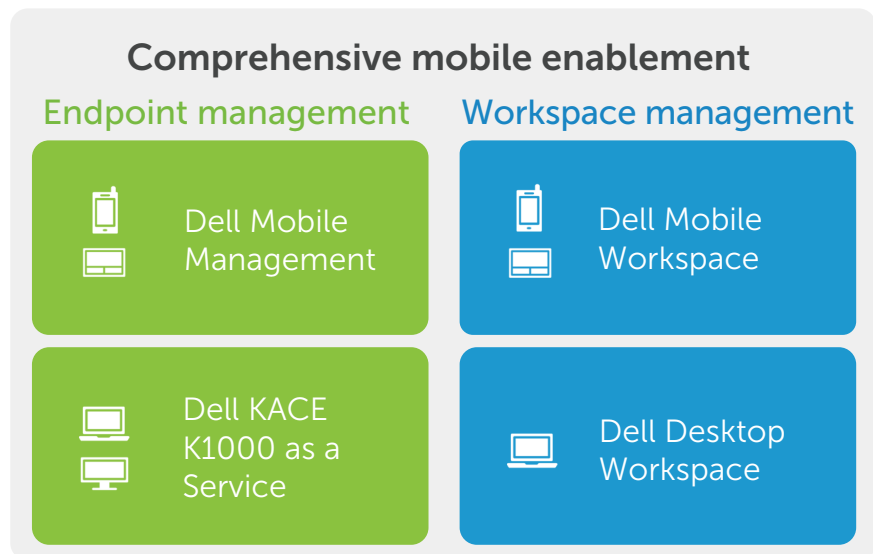 Comprehensive mobile enablement
Endpoint management
Workspace management
Dell Mobile
Management
Dell Mobile
Workspace
Dell KACE
K1000 as a
Service
Dell Desktop
Workspace